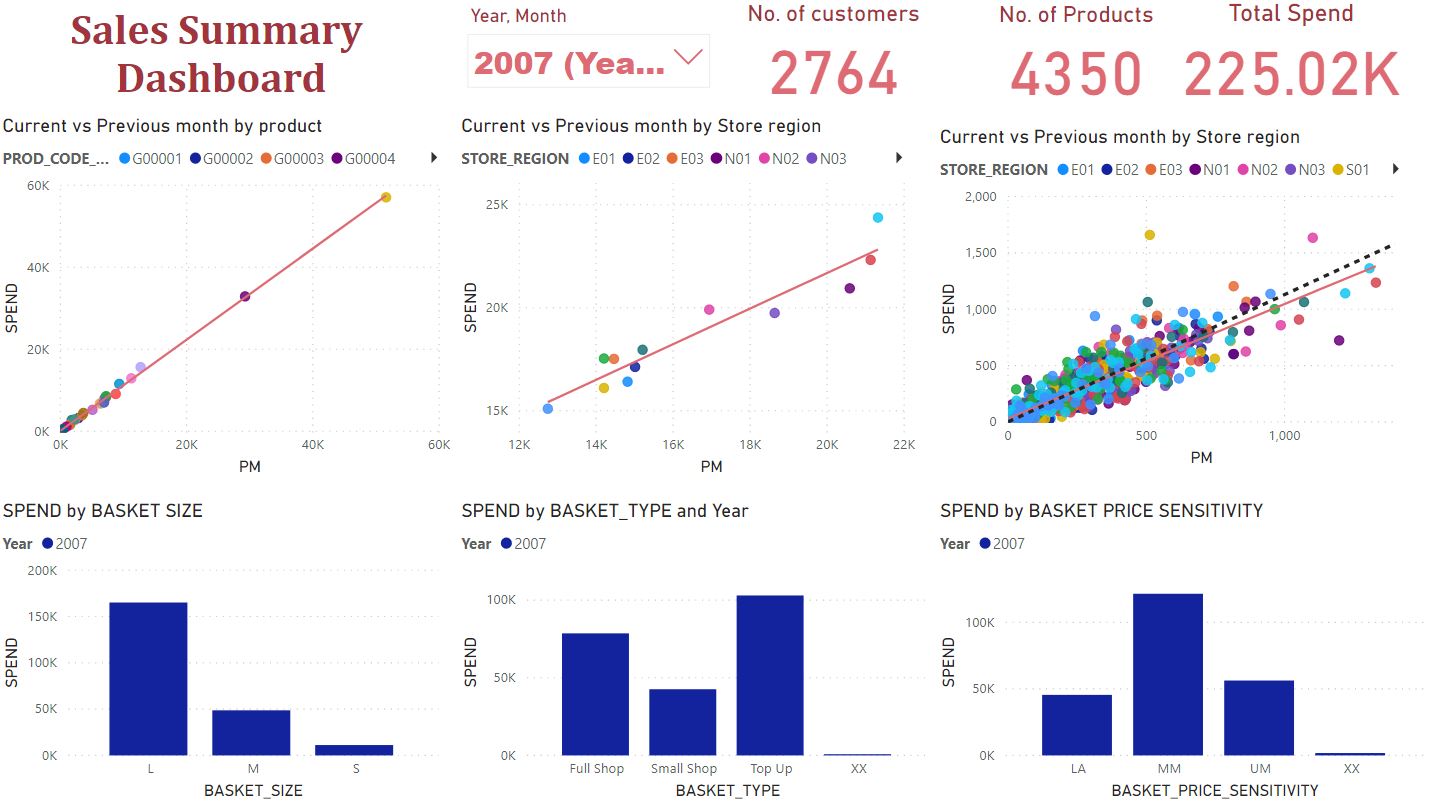 Sales Summary
Dashboard
Year, Month
2007 (Yea...
No. of customers
2764
No. of Products
4350
Total Spend
225.02K
Current vs Previous month by product
PROD_CODE_... G00001 G00002 G00003 G00004
60K
40K
20K
0K
SPEND
0K 20K 40K 60K
PM
Current vs Previous month by Store region
STORE_REGION E01 E02 E03 N01 N02 N03
25K
20K
15K
SPEND
12K 14K 16K 18K 20K 22K
PM
Current vs Previous month by Store region
STORE_REGION E01 E02 E03 N01 N02 N03 S01
2,000
1,500
1,000
500
0
SPEND
0 500 1,000
PM
SPEND by BASKET SIZE
Year 2007
200K
150K
100K
50K
0K
SPEND
L M S
BASKET_SIZE
SPEND by BASKET_TYPE and Year
Year 2007
100K
50K
0K
SPEND
Full Shop Small Shop Top Up XX
BASKET_TYPE
SPEND by BASKET PRICE SENSITIVITY
Year 2007
100K
50K
0K
SPEND
LA MM UM XX
BASKET_PRICE_SENSITIVITY